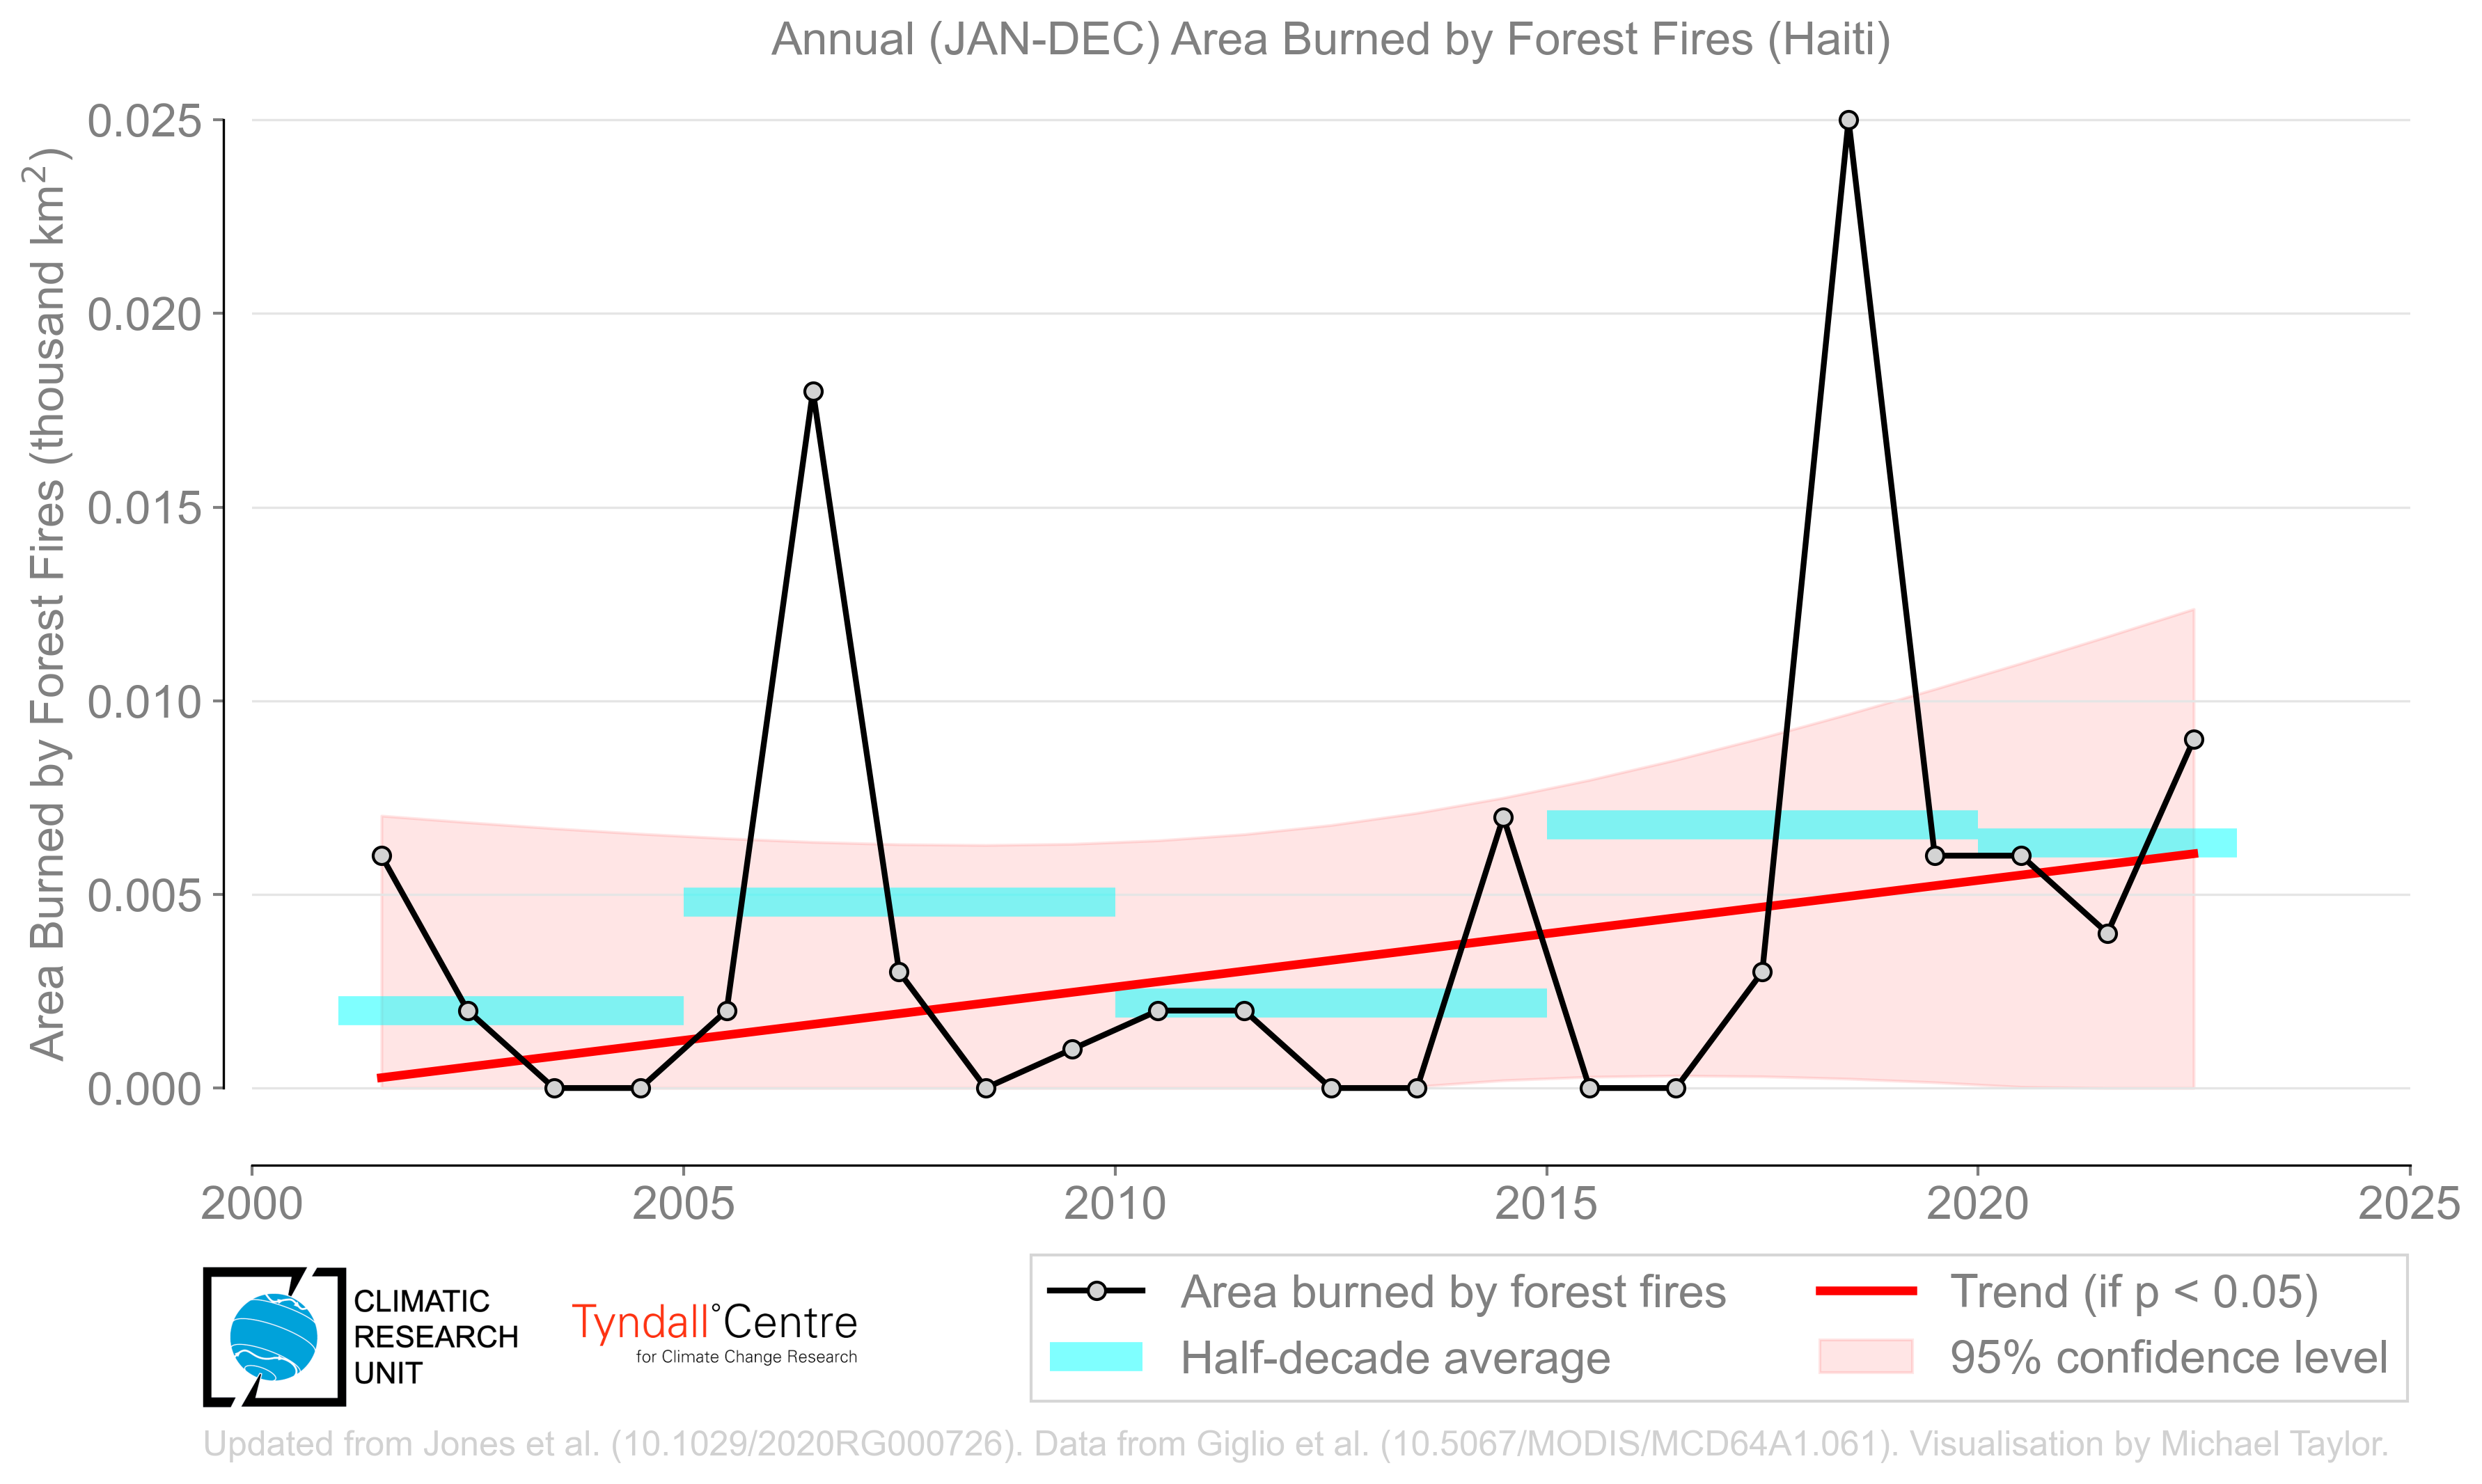 Annual (JAN-DEC) Area Burned by Forest Fires (Haiti)
Area Burned by Forest Fires (thousand km²)
0.025
0.020
0.015
0.010
0.005
0.000
2000 2005 2010 2015 2020 2025
CLIMATIC
RESEARCH
UNIT
Tyndall°Centre
for Climate Change Research
Area burned by forest fires
Half-decade average
Trend (if p < 0.05)
95% confidence level
Updated from Jones et al. (10.1029/2020RG000726). Data from Giglio et al. (10.5067/MODIS/MCD64A1.061). Visualisation by Michael Taylor.